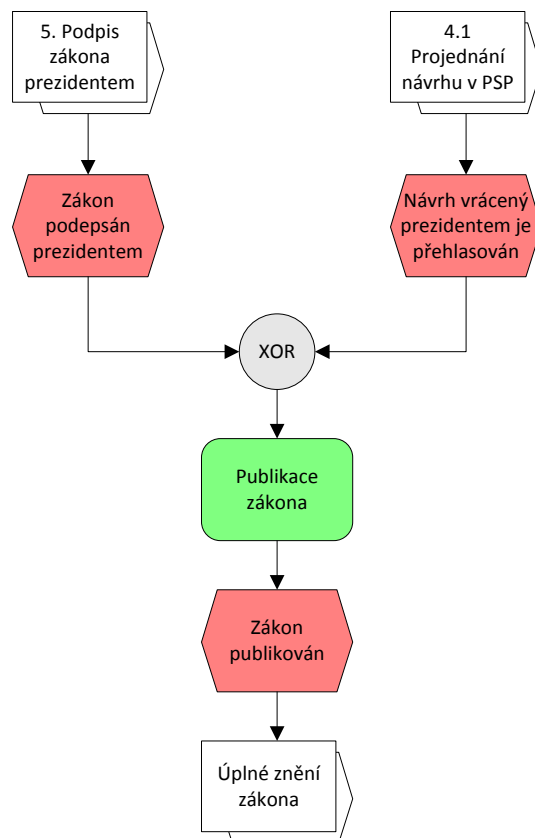 5. Podpis
zákona
prezidentem
4.1
Projednání
návrhu v PSP
Zákon
podepsán
prezidentem
Návrh vrácený
prezidentem je
přehlasován
XOR
Publikace
zákona
Zákon
publikován
Úplné znění
zákona